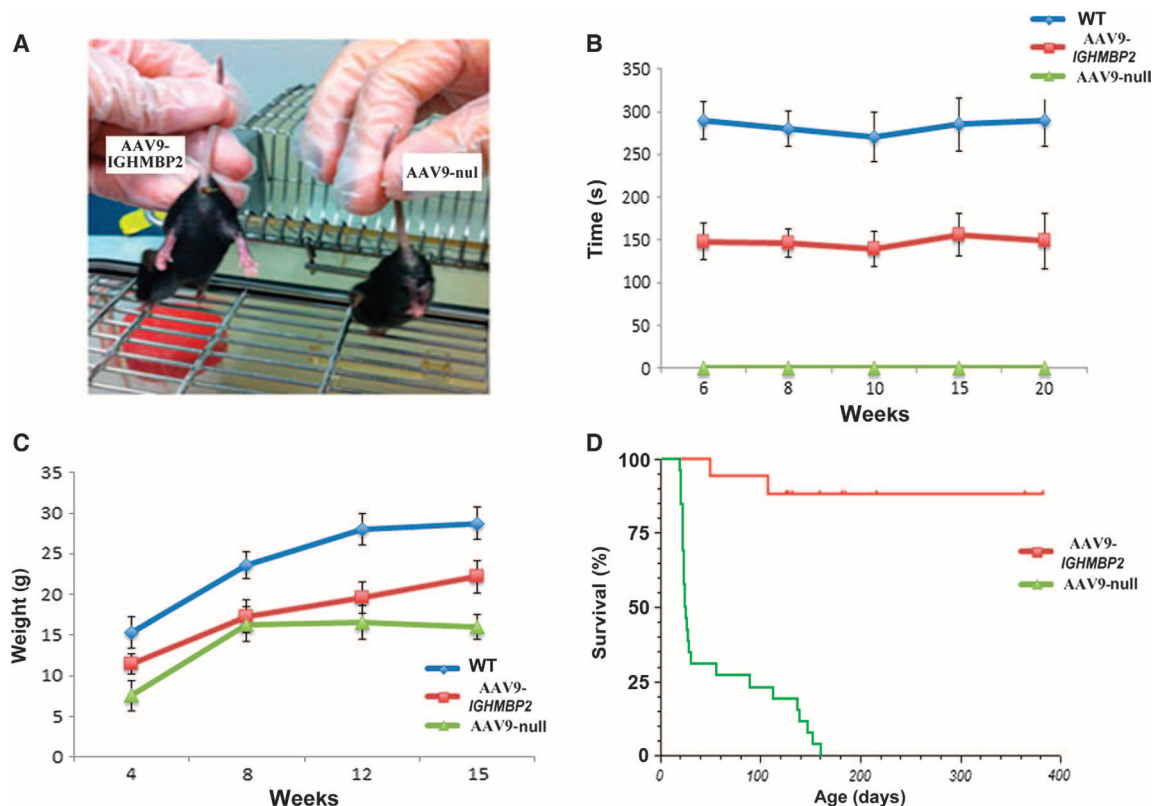 A
AAV9-
IGHMBP2
AAV9-nul
B
WT
AAV9-
IGHMBP2
AAV9-null
350
300
250
200
150
100
50
0
Time (s)
6 8 10 15 20
Weeks
C
35
30
25
20
15
10
5
0
Weight (g)
WT
AAV9-
IGHMBP2
AAV9-null
4 8 12 15
Weeks
D
100
75
50
25
0
Survival (%)
AAV9-
IGHMBP2
AAV9-null
0 100 200 300 400
Age (days)